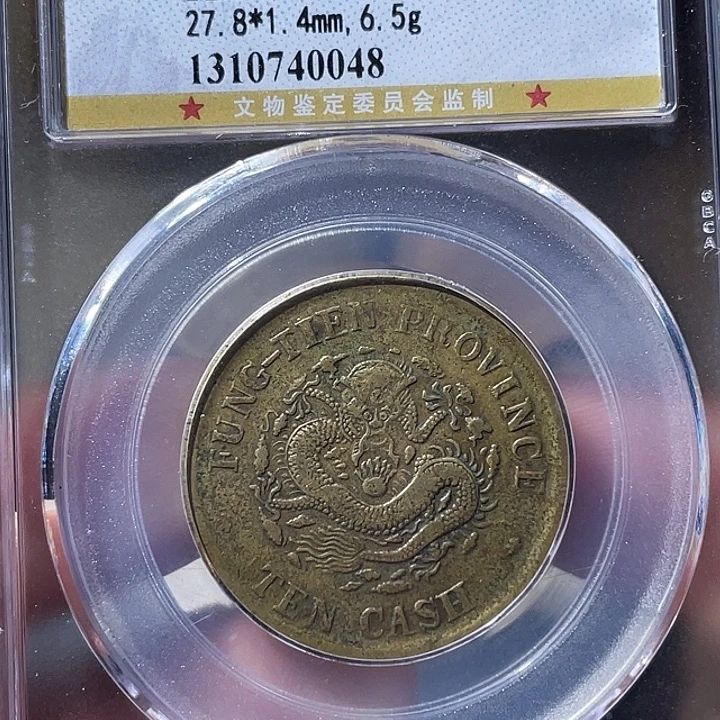 27.8*1.4mm, 6.5g
1310740048
文物鉴定委员会监制
GBCA
FUNG-TIEN PROVINCE
TEN CASH